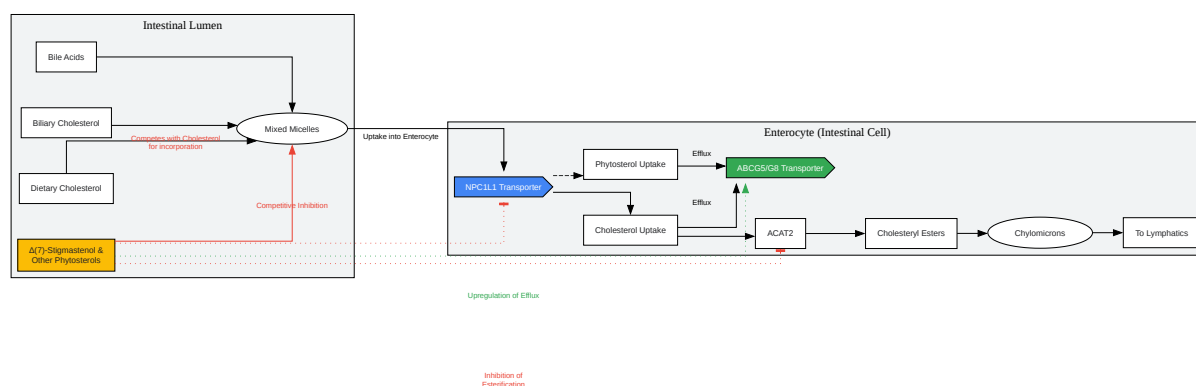 Intestinal Lumen
Bile Acids
Biliary Cholesterol
Competes with Cholesterol
for incorporation
Mixed Micelles
Dietary Cholesterol
Competitive Inhibition
Δ(7)-Stigmastenol &
Other Phytosterols
Uptake into Enterocyte
Enterocyte (Intestinal Cell)
NPC1L1 Transporter
Phytosterol Uptake
Efflux
ABCG5/G8 Transporter
Efflux
Cholesterol Uptake
ACAT2
Cholesteryl Esters
Chylomicrons
To Lymphatics
Upregulation of Efflux
Inhibition of
Esterification